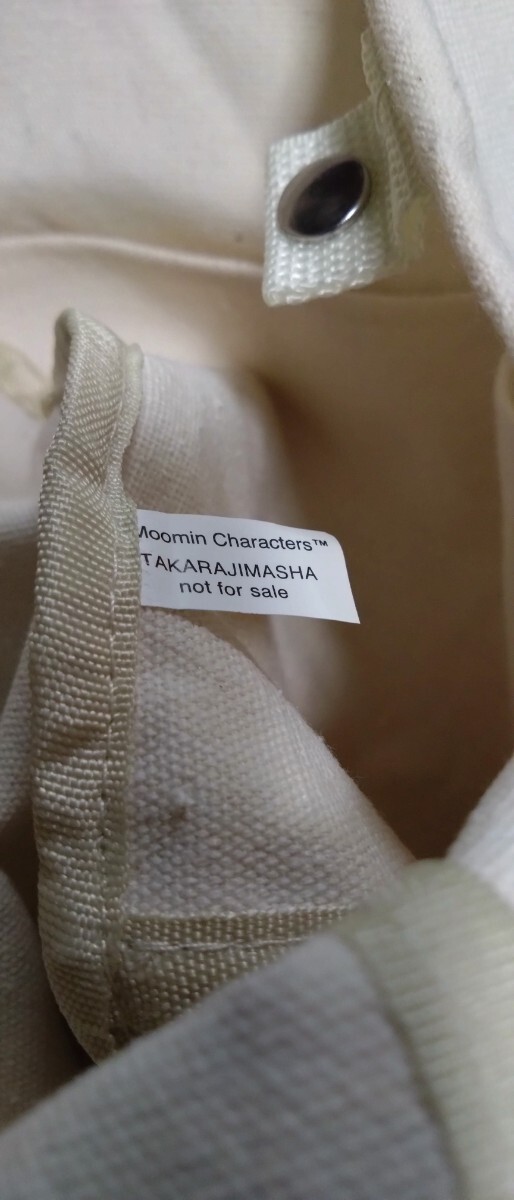 Moomin Characters™
TAKARAJIMASHA
not for sale